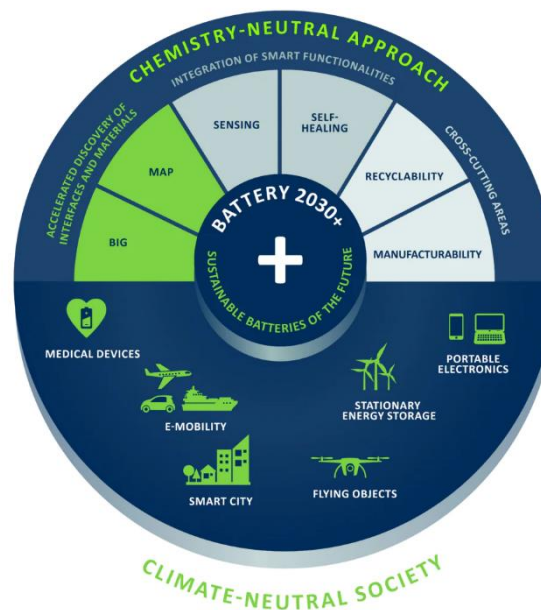 CHEMISTRY-NEUTRAL APPROACH
INTEGRATION OF SMART FUNCTIONALITIES
ACCELERATED DISCOVERY OF
INTERFACES AND MATERIALS
CROSS-CUTTING AREAS
BIG
MAP
SENSING
SELF-
HEALING
RECYCLABILITY
MANUFACTURABILITY
BATTERY 2030+
+
SUSTAINABLE BATTERIES OF THE FUTURE
MEDICAL DEVICES
PORTABLE
ELECTRONICS
E-MOBILITY
STATIONARY
ENERGY STORAGE
SMART CITY
FLYING OBJECTS
CLIMATE-NEUTRAL SOCIETY